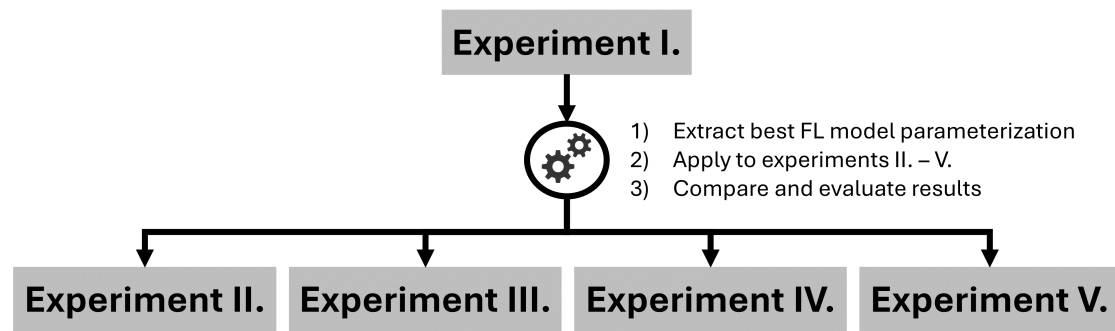 Experiment I.
1) Extract best FL model parameterization
2) Apply to experiments II. – V.
3) Compare and evaluate results
Experiment II.
Experiment III.
Experiment IV.
Experiment V.